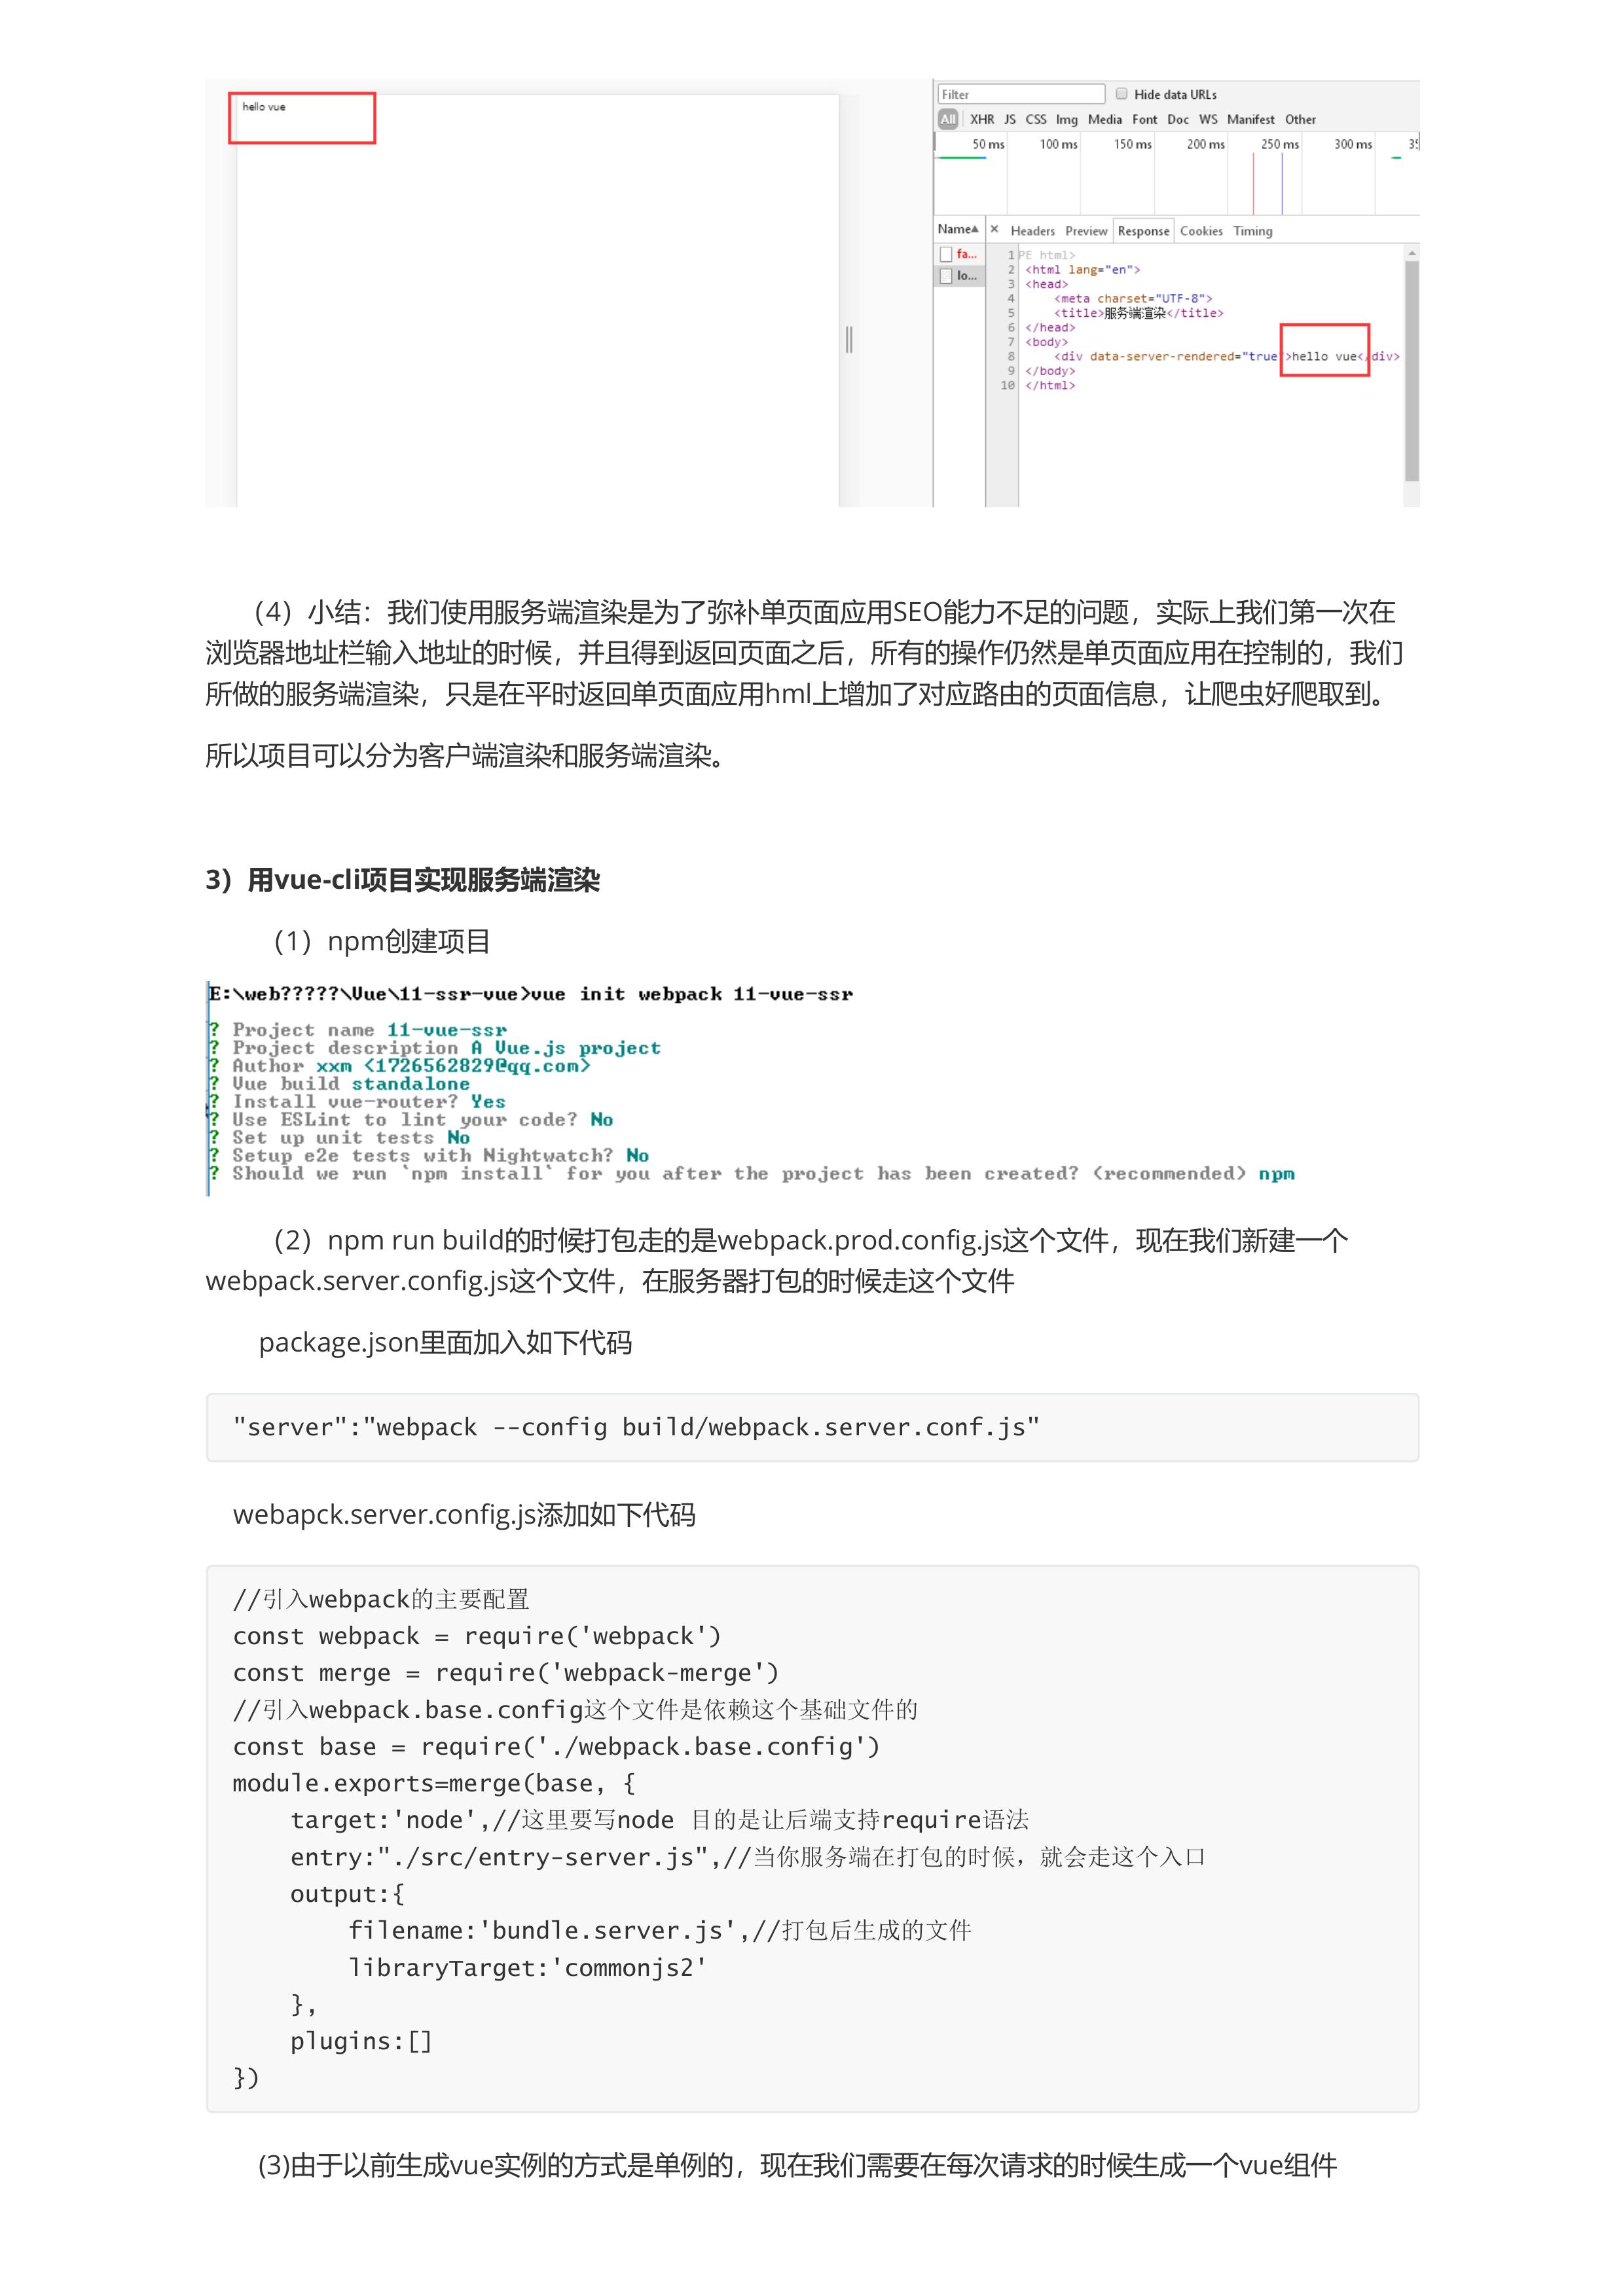 hello vue
Filter Hide data URLs
All XHR JS CSS Img Media Font Doc WS Manifest Other
50 ms 100 ms 150 ms 200 ms 250 ms 300 ms 35
Name × Headers Preview Response Cookies Timing
fa...
lo...
1 PE html>
2 <html lang="en">
3 <head>
4 <meta charset="UTF-8">
5 <title>服务端渲染</title>
6 </head>
7 <body>
8 <div data-server-rendered="true">hello vue</div>
9 </body>
10 </html>
（4）小结：我们使用服务端渲染是为了弥补单页面应用SEO能力不足的问题，实际上我们第一次在
浏览器地址栏输入地址的时候，并且得到返回页面之后，所有的操作仍然是单页面应用在控制的，我们
所做的服务端渲染，只是在平时返回单页面应用hml上增加了对应路由的页面信息，让爬虫好爬取到。
所以项目可以分为客户端渲染和服务端渲染。
3）用vue-cli项目实现服务端渲染
（1）npm创建项目
E:\web?????\Vue\11-ssr-vue>vue init webpack 11-vue-ssr
? Project name 11-vue-ssr
? Project description A Vue.js project
? Author xxm <1726562829@qq.com>
? Vue build standalone
? Install vue-router? Yes
? Use ESLint to lint your code? No
? Set up unit tests No
? Setup e2e tests with Nightwatch? No
? Should we run `npm install` for you after the project has been created? (recommended) npm
（2）npm run build的时候打包走的是webpack.prod.config.js这个文件，现在我们新建一个
webpack.server.config.js这个文件，在服务器打包的时候走这个文件
package.json里面加入如下代码
"server":"webpack --config build/webpack.server.conf.js"
webapck.server.config.js添加如下代码
//引入webpack的主要配置
const webpack = require('webpack')
const merge = require('webpack-merge')
//引入webpack.base.config这个文件是依赖这个基础文件的
const base = require('./webpack.base.config')
module.exports=merge(base, {
    target:'node',//这里要写node 目的是让后端支持require语法
    entry:"./src/entry-server.js",//当你服务端在打包的时候，就会走这个入口
    output:{
        filename:'bundle.server.js',//打包后生成的文件
        libraryTarget:'commonjs2'
    },
    plugins:[]
})
(3)由于以前生成vue实例的方式是单例的，现在我们需要在每次请求的时候生成一个vue组件